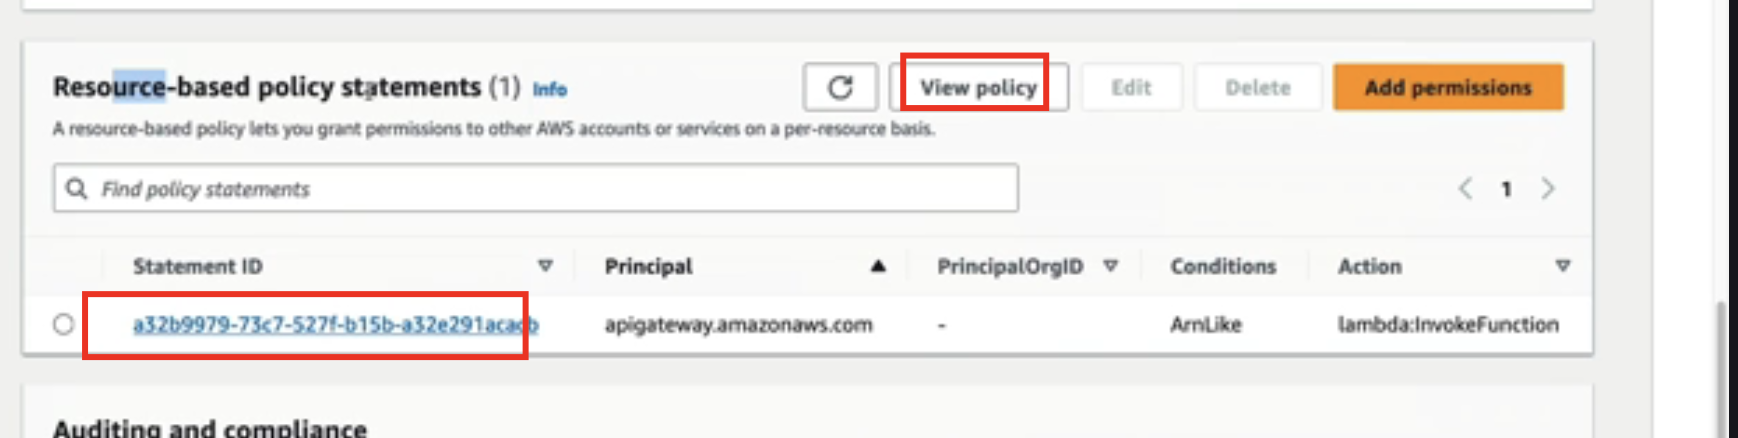 Resource-based policy statements (1) Info
View policy
Edit
Delete
Add permissions
A resource-based policy lets you grant permissions to other AWS accounts or services on a per-resource basis.
Find policy statements
1
Statement ID
Principal
PrincipalOrgID
Conditions
Action
a32b9979-73c7-527f-b15b-a32e291acacb
apigateway.amazonaws.com
-
ArnLike
lambda:InvokeFunction
Auditing and compliance